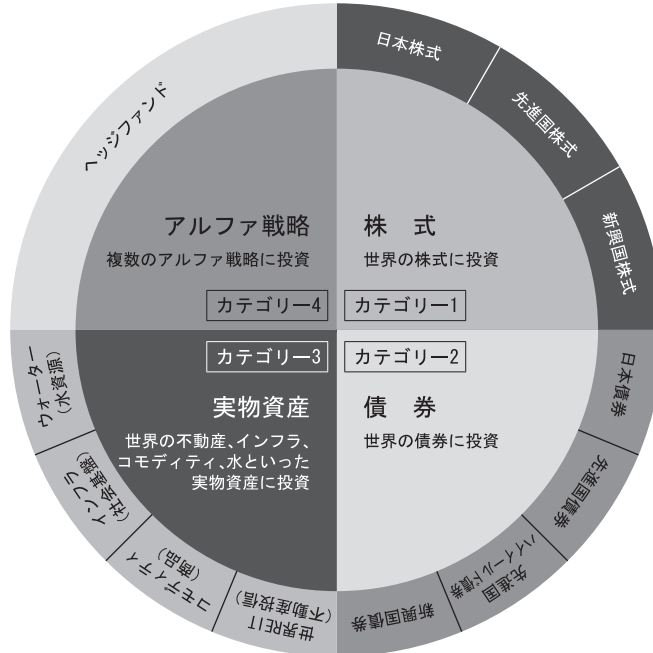 日本株式
先進国株式
新興国株式
株　式
世界の株式に投資
カテゴリー1
カテゴリー2
債　券
世界の債券に投資
日本債券
先進国債券
先進国
ハイイールド債券
新興国債券
カテゴリー3
実物資産
世界の不動産、インフラ、
コモディティ、水といった
実物資産に投資
世界REIT
（不動産投信）
コモディティ
（商品）
インフラ
（社会基盤）
ウォーター
（水資源）
カテゴリー4
アルファ戦略
複数のアルファ戦略に投資
ヘッジファンド